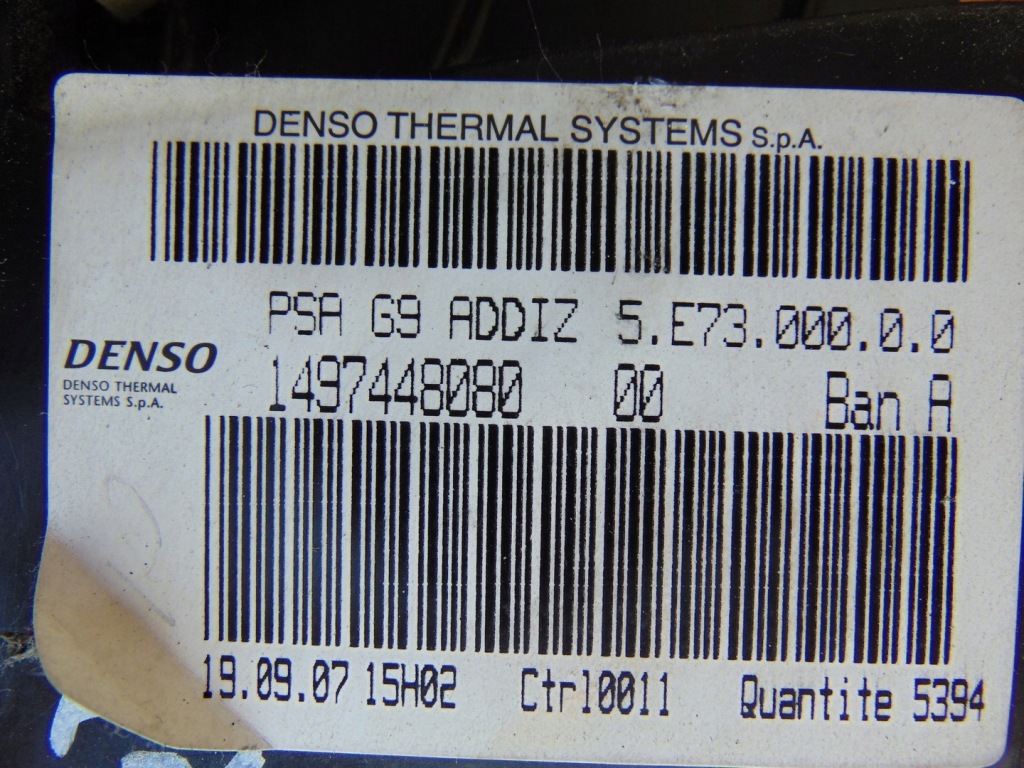 DENSO THERMAL SYSTEMS S.p.A.
PSA G9 ADDIZ 5.E73.000.0.0
DENSO
DENSO THERMAL
SYSTEMS S.p.A.
1497448080 00 Ban A
19.09.07 15H02 Ctrl0011 Quantite 5394